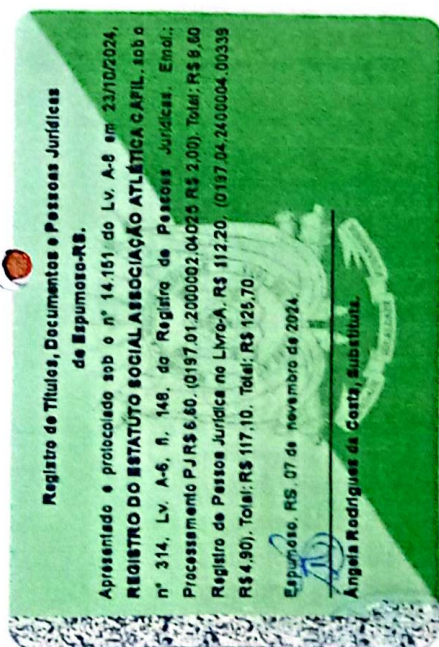 Registro de Títulos, Documentos e Pessoas Jurídicas
de Espumoso-RS.
Apresentado e protocolado sob o nº 14.151 do Lv. A-8 em 23/10/2024,
REGISTRO DO ESTATUTO SOCIAL ASSOCIAÇÃO ATLÉTICA CAFIL, sob o
nº 314, Lv. A-6, fl. 148, do Registro de Pessoas Jurídicas. Emol.:
Processamento PJ R$ 6,60. (0197.01.2000002.04025 R$ 2,00). Total: R$ 8,60
Registro de Pessoa Jurídica no Livro-A. R$ 112,20. (0197.04.2400004.00339
R$ 4,90). Total: R$ 117,10. Total: R$ 125,70
Espumoso, RS, 07 de novembro de 2024.
Ângela Rodrigues da Costa, Substituta.